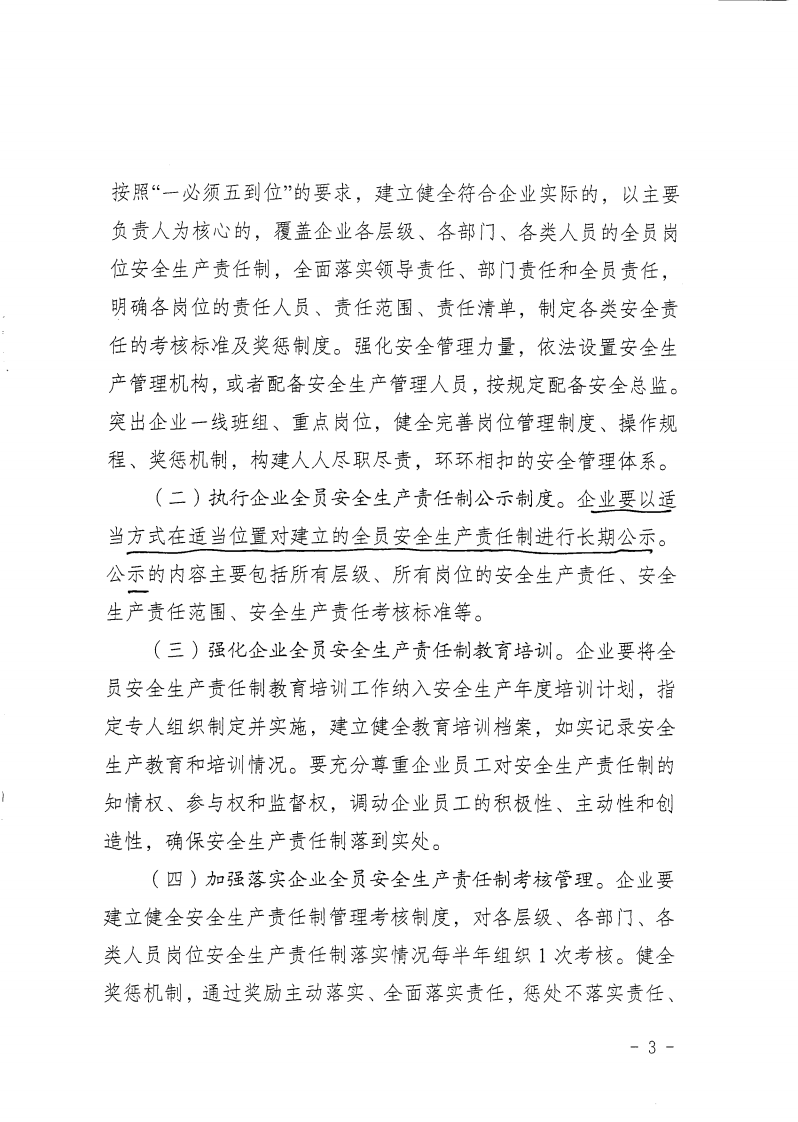 按照“一必须五到位”的要求，建立健全符合企业实际的，以主要
负责人为核心的，覆盖企业各层级、各部门、各类人员的全员岗
位安全生产责任制，全面落实领导责任、部门责任和全员责任，
明确各岗位的责任人员、责任范围、责任清单，制定各类安全责
任的考核标准及奖惩制度。强化安全管理力量，依法设置安全生
产管理机构，或者配备安全生产管理人员，按规定配备安全总监。
突出企业一线班组、重点岗位，健全完善岗位管理制度、操作规
程、奖惩机制，构建人人尽职尽责，环环相扣的安全管理体系。
（二）执行企业全员安全生产责任制公示制度。企业要以适
当方式在适当位置对建立的全员安全生产责任制进行长期公示。
公示的内容主要包括所有层级、所有岗位的安全生产责任、安全
生产责任范围、安全生产责任考核标准等。
（三）强化企业全员安全生产责任制教育培训。企业要将全
员安全生产责任制教育培训工作纳入安全生产年度培训计划，指
定专人组织制定并实施，建立健全教育培训档案，如实记录安全
生产教育和培训情况。要充分尊重企业员工对安全生产责任制的
知情权、参与权和监督权，调动企业员工的积极性、主动性和创
造性，确保安全生产责任制落到实处。
（四）加强落实企业全员安全生产责任制考核管理。企业要
建立健全安全生产责任制管理考核制度，对各层级、各部门、各
类人员岗位安全生产责任制落实情况每半年组织1次考核。健全
奖惩机制，通过奖励主动落实、全面落实责任，惩处不落实责任、
- 3 -